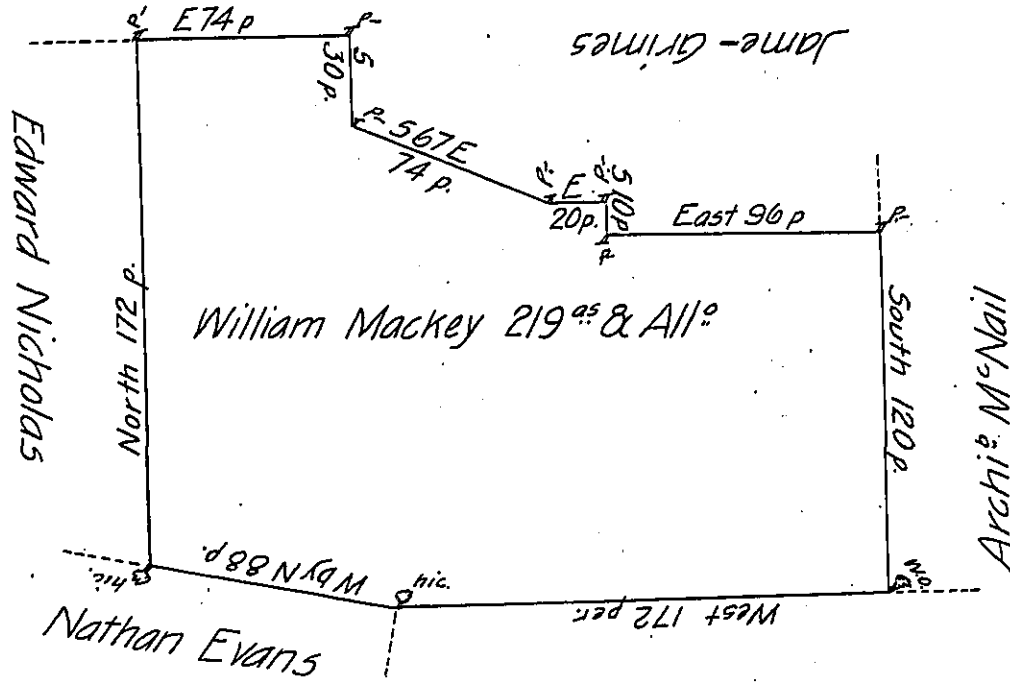 E 74 p
p
p
S
30 p.
Jame- Grimes
p
S 67 E
74 p.
p
E.
20 p.
p
S 10 p
p
East 96 p
p
Edward Nicholas
North 172 p.
William Mackey 219 as & All o
South 120 p.
Archi d McNail
hic.
W by N 88 p.
hic.
West 172 per.
W.O.
Nathan Evans